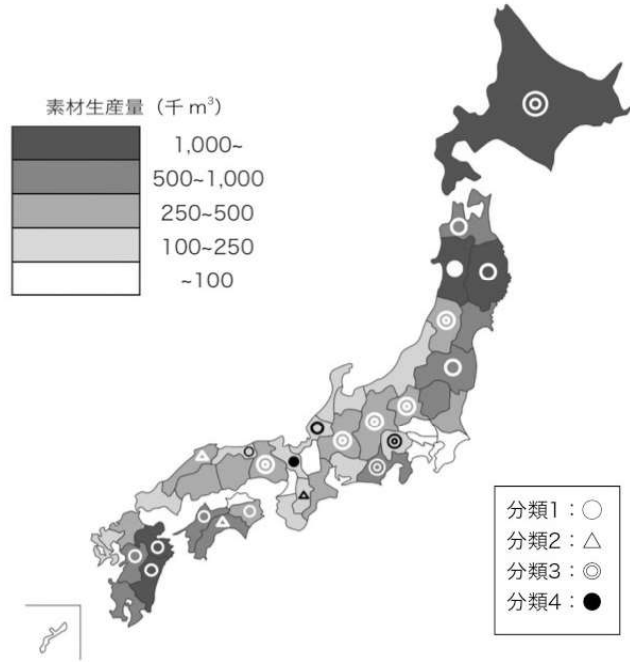 素材生産量（千 m³）
1,000~
500~1,000
250~500
100~250
~100
分類1：○
分類2：△
分類3：◎
分類4：●